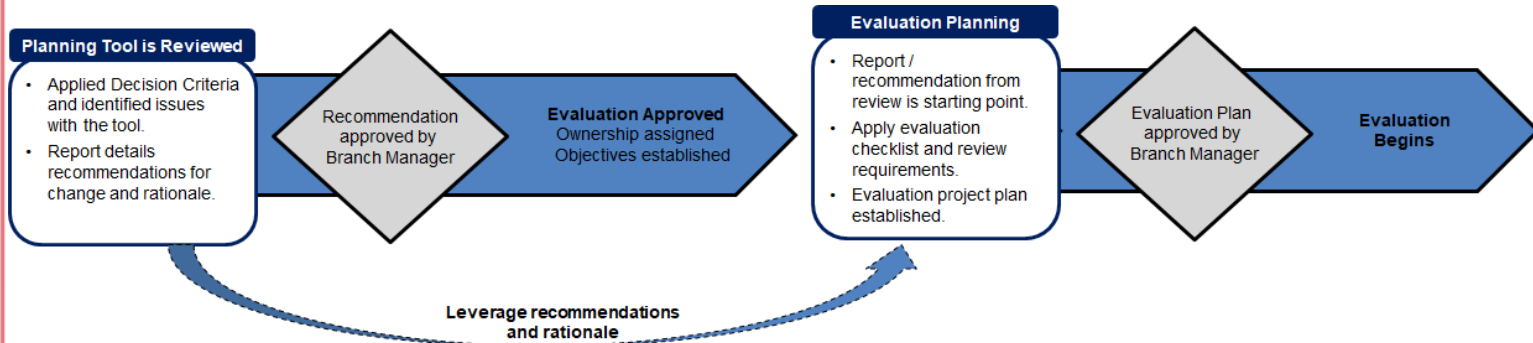 Planning Tool is Reviewed
• Applied Decision Criteria
and identified issues
with the tool.
• Report details
recommendations for
change and rationale.
Recommendation
approved by
Branch Manager
Evaluation Approved
Ownership assigned
Objectives established
Evaluation Planning
• Report /
recommendation from
review is starting point.
• Apply evaluation
checklist and review
requirements.
• Evaluation project plan
established.
Evaluation Plan
approved by
Branch Manager
Evaluation
Begins
Leverage recommendations
and rationale